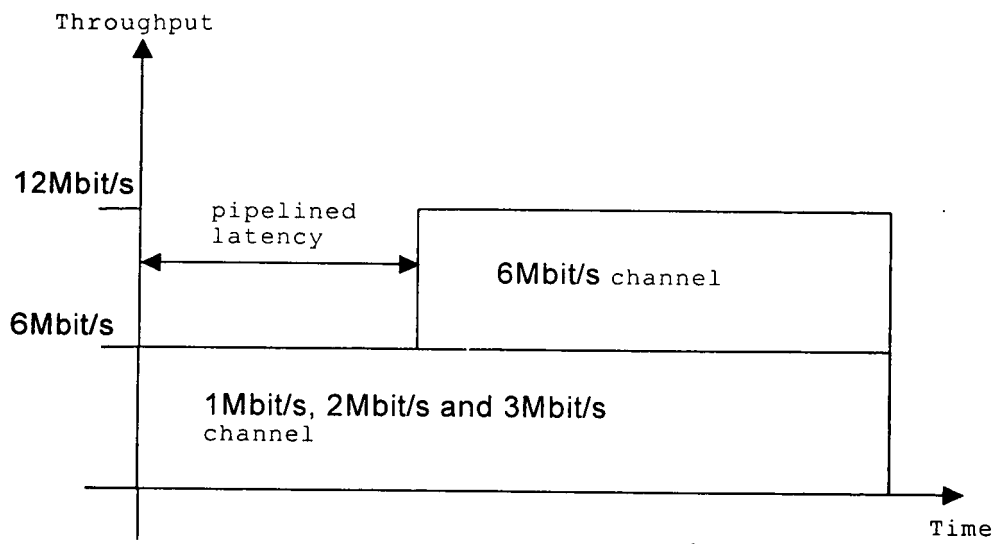 Throughput
12Mbit/s
pipelined
latency
6Mbit/s channel
6Mbit/s
1Mbit/s, 2Mbit/s and 3Mbit/s
channel
Time